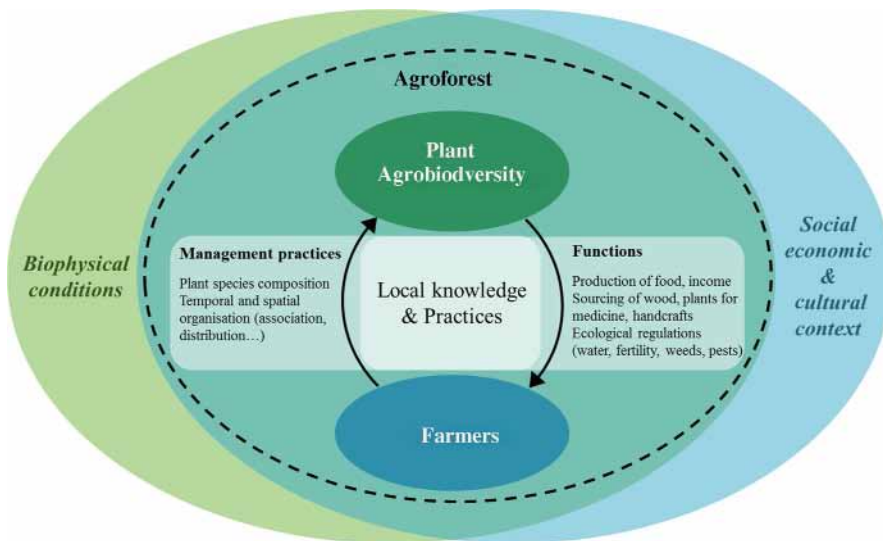 Agroforest
Plant
Agrobiodversity
Biophysical
conditions
Management practices
Plant species composition
Temporal and spatial
organisation (association,
distribution…)
Local knowledge
& Practices
Functions
Production of food, income
Sourcing of wood, plants for
medicine, handcrafts
Ecological regulations
(water, fertility, weeds, pests)
Social
economic
&
cultural
context
Farmers